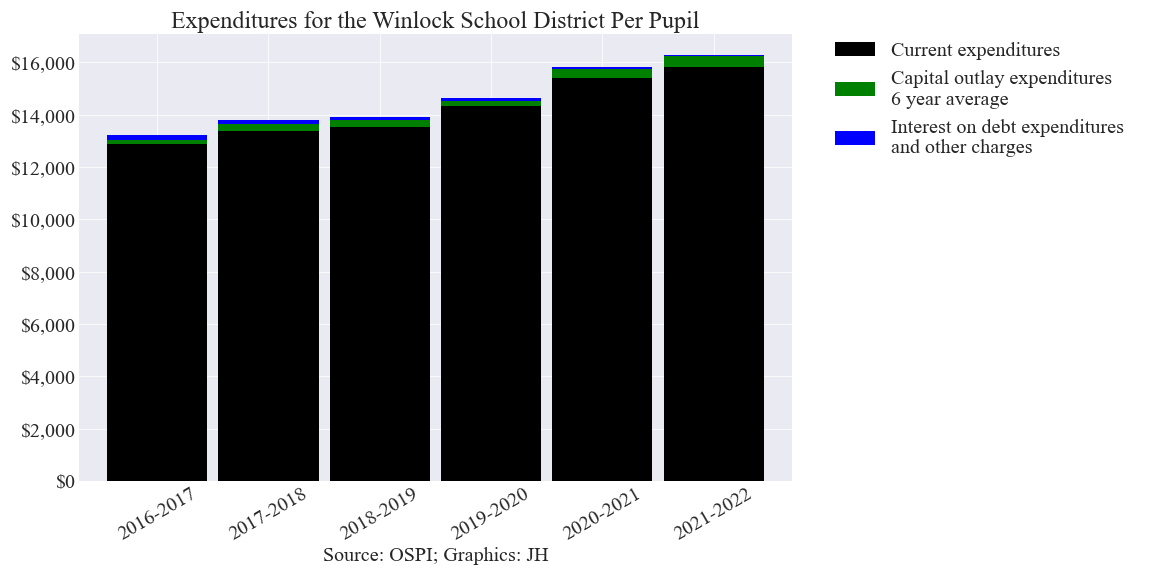 Expenditures for the Winlock School District Per Pupil
$16,000
$14,000
$12,000
$10,000
$8,000
$6,000
$4,000
$2,000
$0
2016-2017
2017-2018
2018-2019
2019-2020
2020-2021
2021-2022
Source: OSPI; Graphics: JH
Current expenditures
Capital outlay expenditures
6 year average
Interest on debt expenditures
and other charges